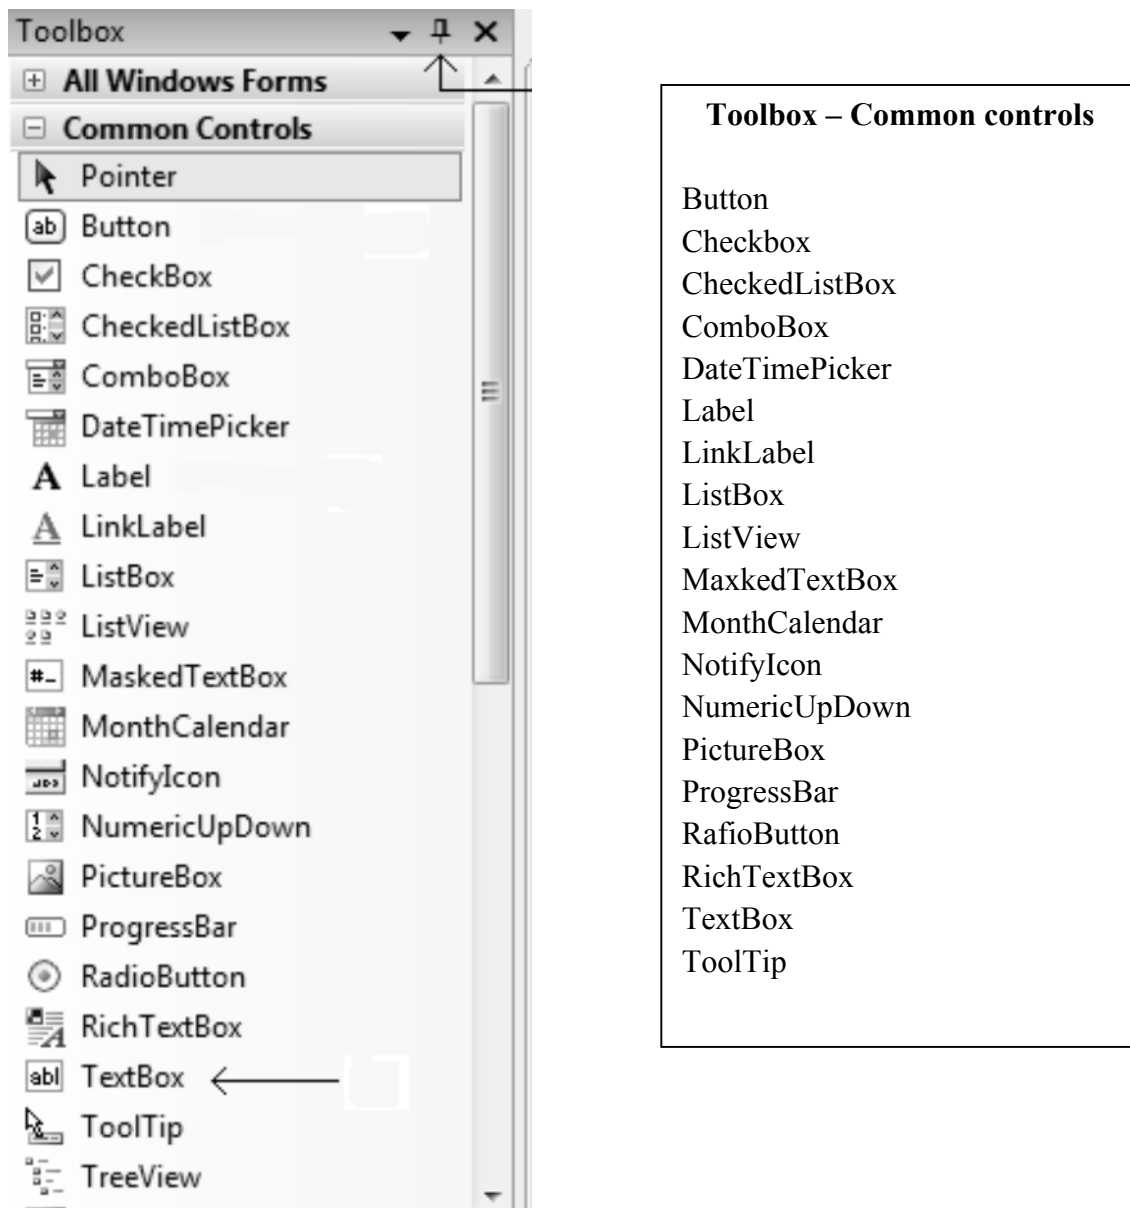 Toolbox
All Windows Forms
Common Controls
Pointer
Button
CheckBox
CheckedListBox
ComboBox
DateTimePicker
Label
LinkLabel
ListBox
ListView
MaskedTextBox
MonthCalendar
NotifyIcon
NumericUpDown
PictureBox
ProgressBar
RadioButton
RichTextBox
TextBox
ToolTip
TreeView
Toolbox – Common controls
Button
Checkbox
CheckedListBox
ComboBox
DateTimePicker
Label
LinkLabel
ListBox
ListView
MaxkedTextBox
MonthCalendar
NotifyIcon
NumericUpDown
PictureBox
ProgressBar
RafioButton
RichTextBox
TextBox
ToolTip